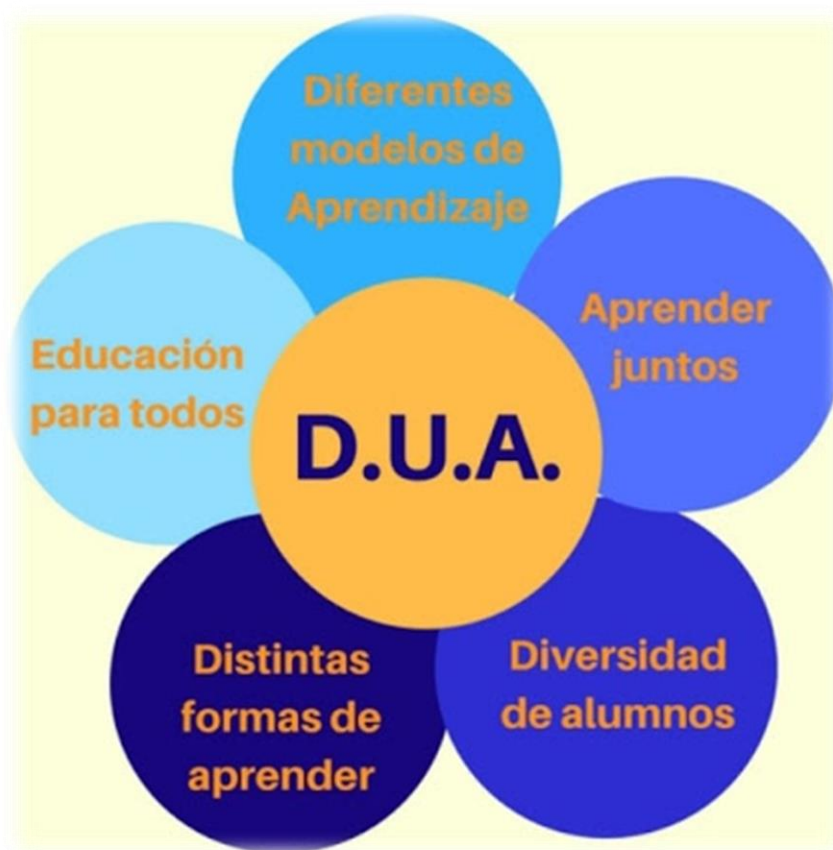 Diferentes
modelos de
Aprendizaje
Aprender
juntos
Educación
para todos
D.U.A.
Distintas
formas de
aprender
Diversidad
de alumnos